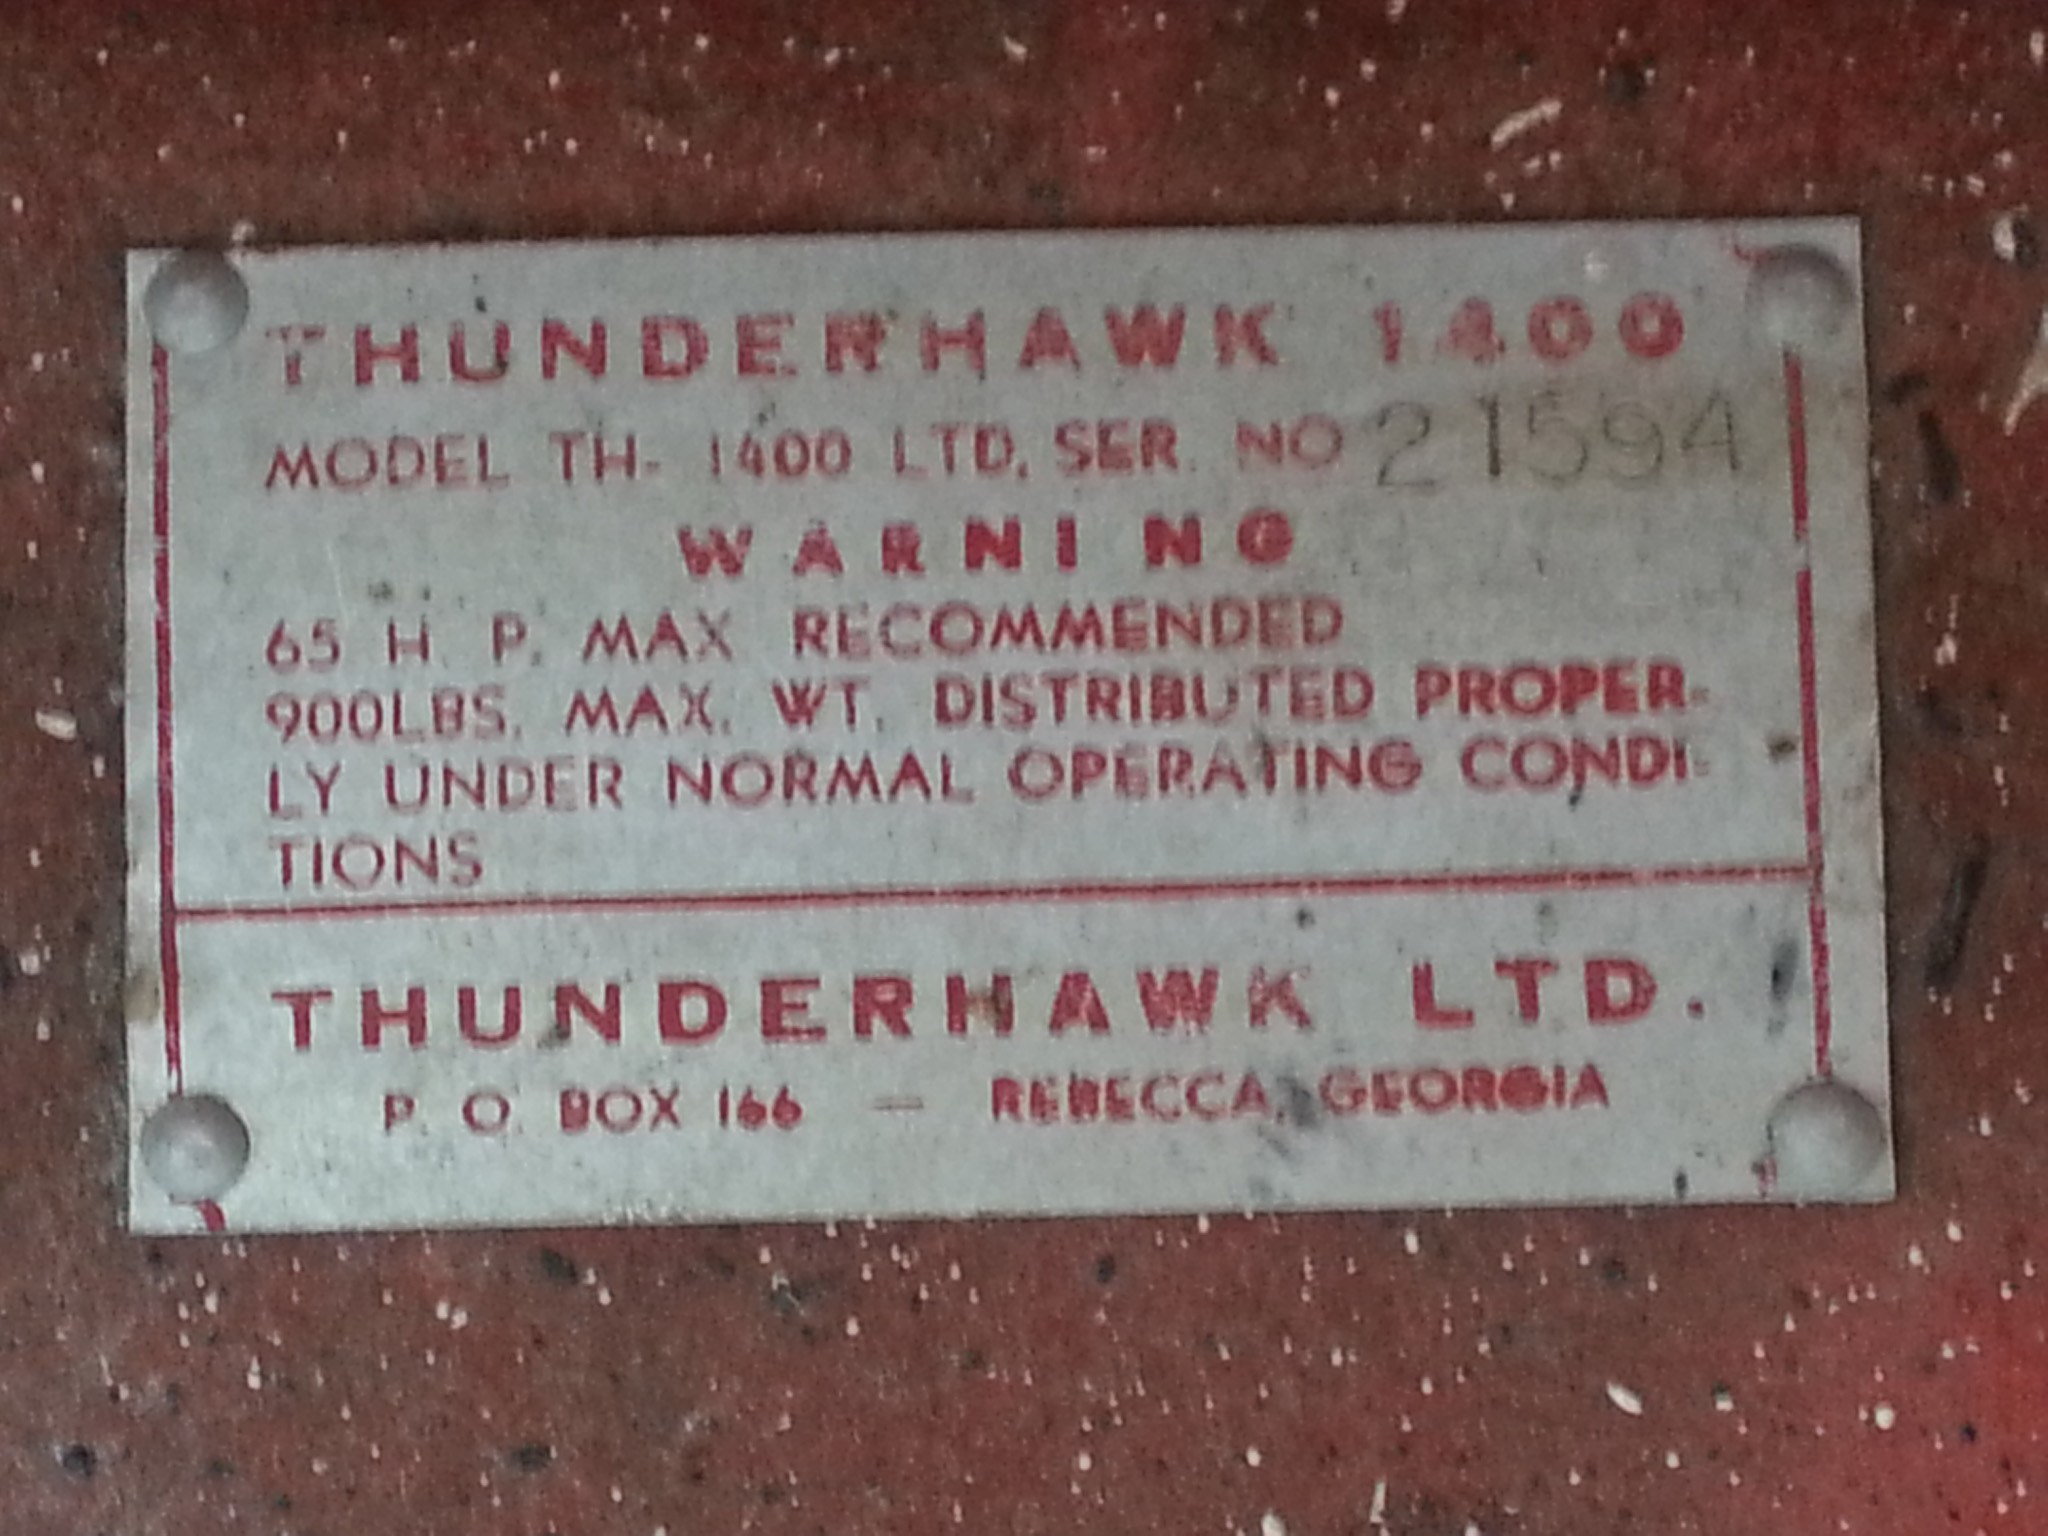 THUNDERHAWK 1400
MODEL TH- 1400 LTD. SER. NO 21594
WARNING
65 H. P. MAX RECOMMENDED
900LBS. MAX. WT. DISTRIBUTED PROPER-
LY UNDER NORMAL OPERATING CONDI-
TIONS
THUNDERHAWK LTD.
P. O. BOX 166 — REBECCA, GEORGIA